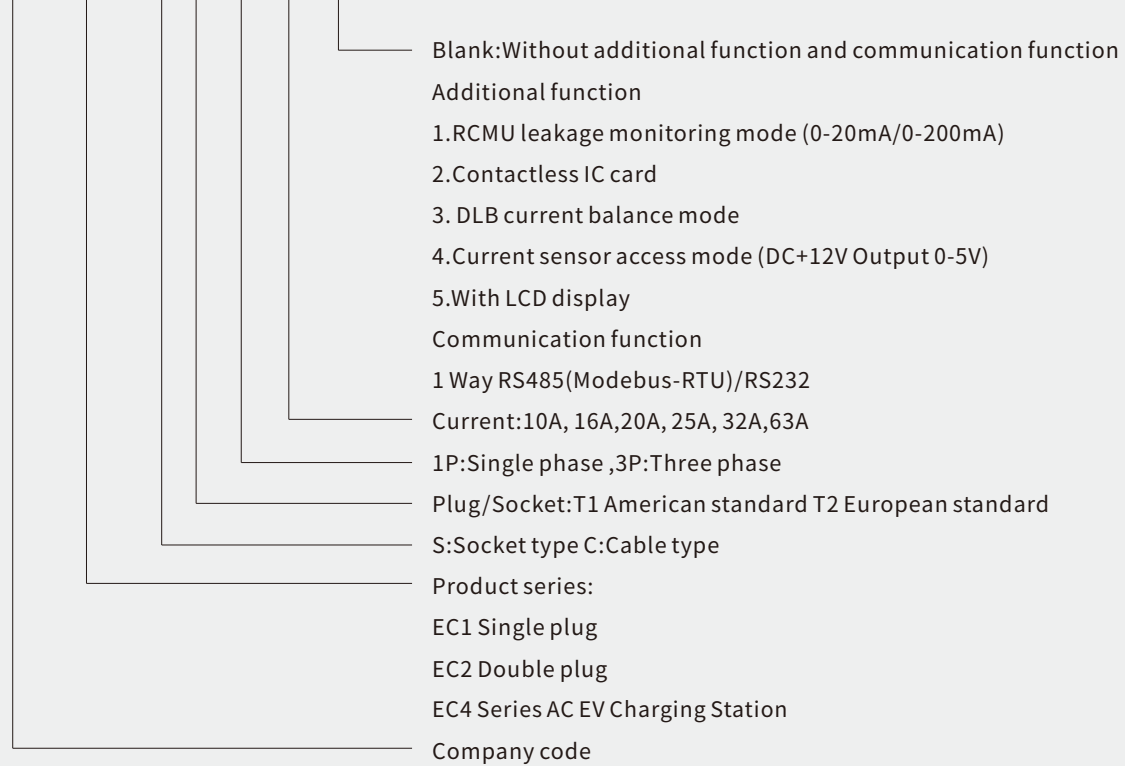 Blank:Without additional function and communication function
Additional function
1.RCMU leakage monitoring mode (0-20mA/0-200mA)
2.Contactless IC card
3. DLB current balance mode
4.Current sensor access mode (DC+12V Output 0-5V)
5.With LCD display
Communication function
1 Way RS485(Modebus-RTU)/RS232
Current:10A, 16A,20A, 25A, 32A,63A
1P:Single phase ,3P:Three phase
Plug/Socket:T1 American standard T2 European standard
S:Socket type C:Cable type
Product series:
EC1 Single plug
EC2 Double plug
EC4 Series AC EV Charging Station
Company code